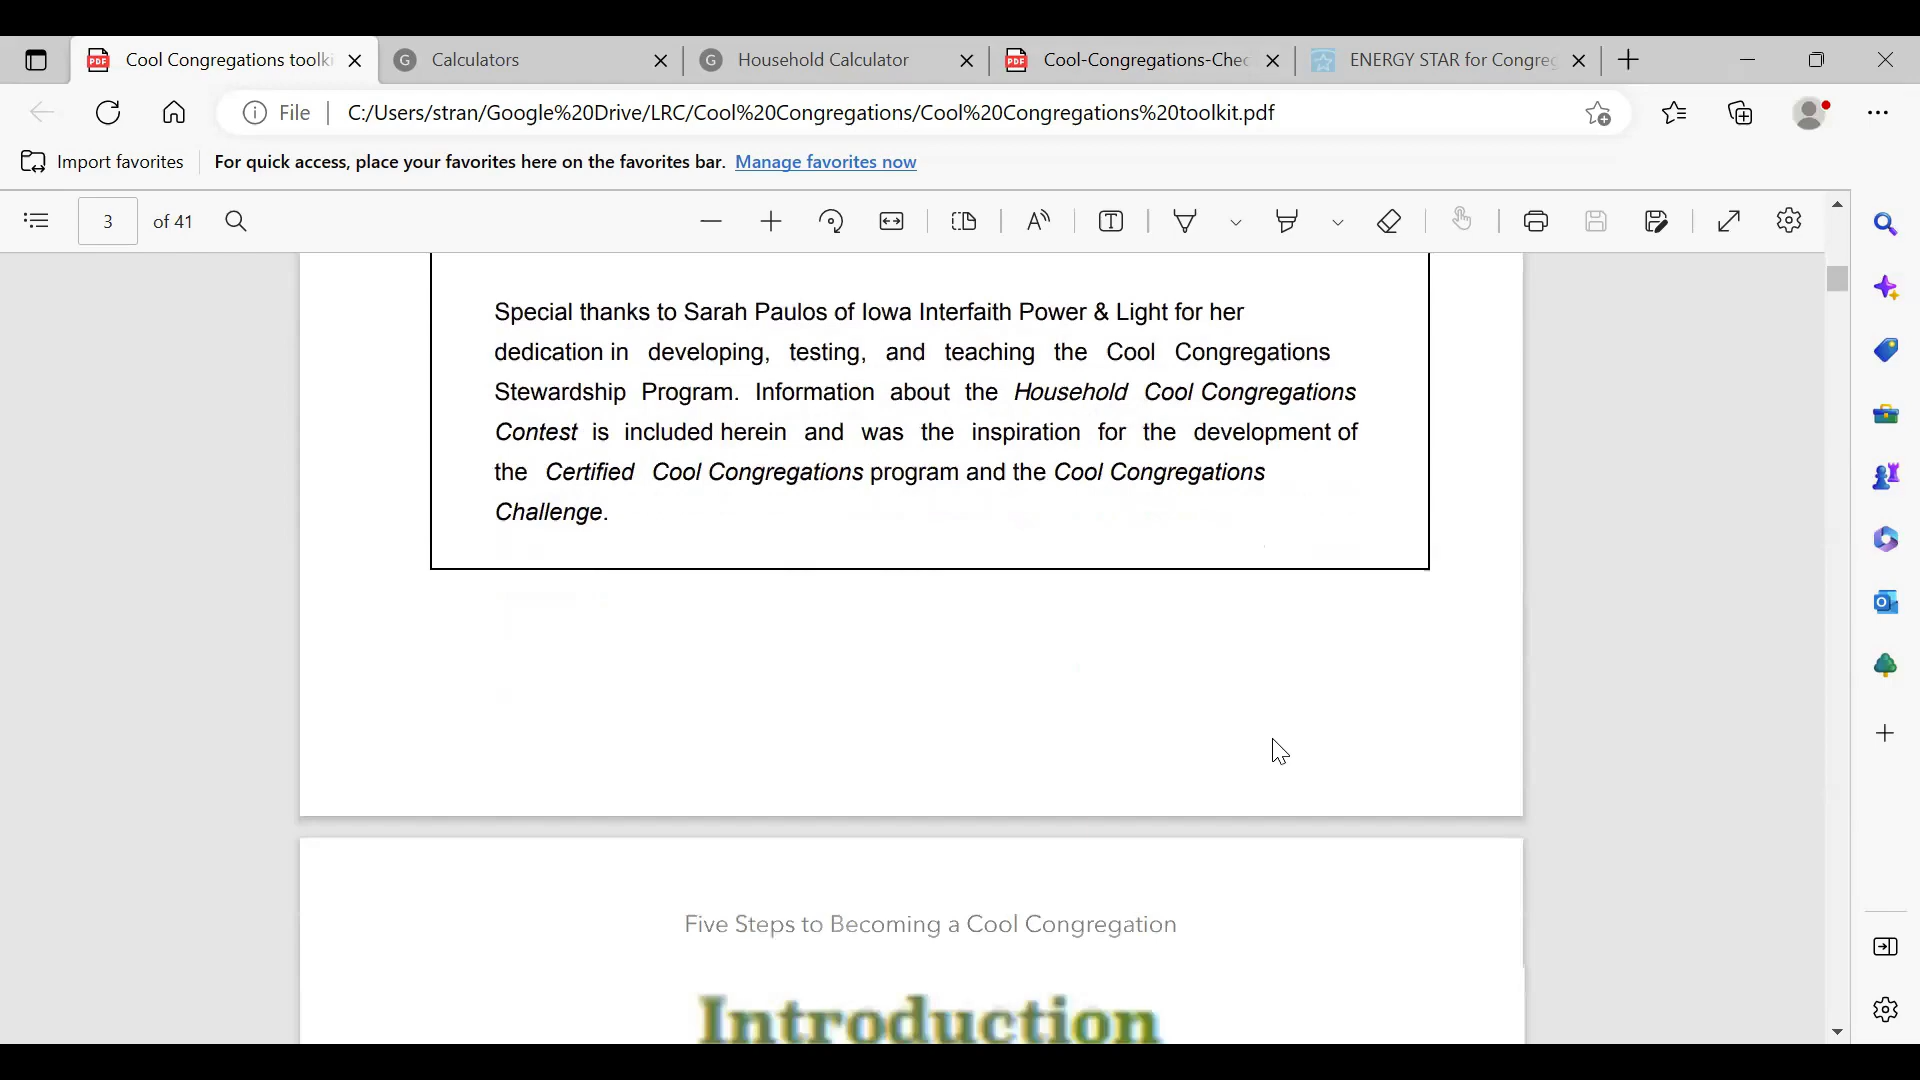 Cool Congregations toolki
Calculators
Household Calculator
Cool-Congregations-Chec
ENERGY STAR for Congreg
File
C:/Users/stran/Google%20Drive/LRC/Cool%20Congregations/Cool%20Congregations%20toolkit.pdf
Import favorites
For quick access, place your favorites here on the favorites bar. Manage favorites now
3 of 41
Special thanks to Sarah Paulos of Iowa Interfaith Power & Light for her
dedication in developing, testing, and teaching the Cool Congregations
Stewardship Program. Information about the Household Cool Congregations
Contest is included herein and was the inspiration for the development of
the Certified Cool Congregations program and the Cool Congregations
Challenge.
Five Steps to Becoming a Cool Congregation
Introduction